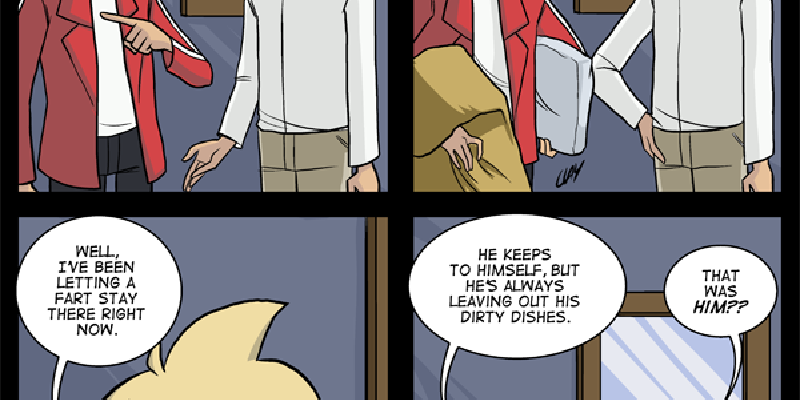 CLAY
WELL,
I'VE BEEN
LETTING A
FART STAY
THERE RIGHT
NOW.
HE KEEPS
TO HIMSELF, BUT
HE'S ALWAYS
LEAVING OUT HIS
DIRTY DISHES.
THAT
WAS
HIM??